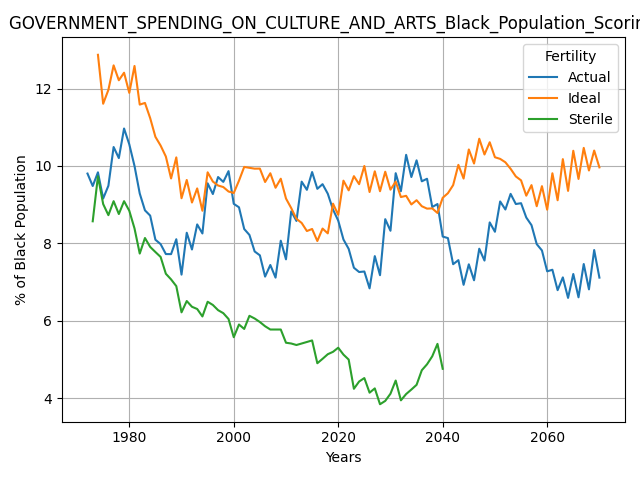 GOVERNMENT_SPENDING_ON_CULTURE_AND_ARTS_Black_Population_Scorin
Fertility
Actual
Ideal
Sterile
% of Black Population
12
10
8
6
4
1980 2000 2020 2040 2060
Years